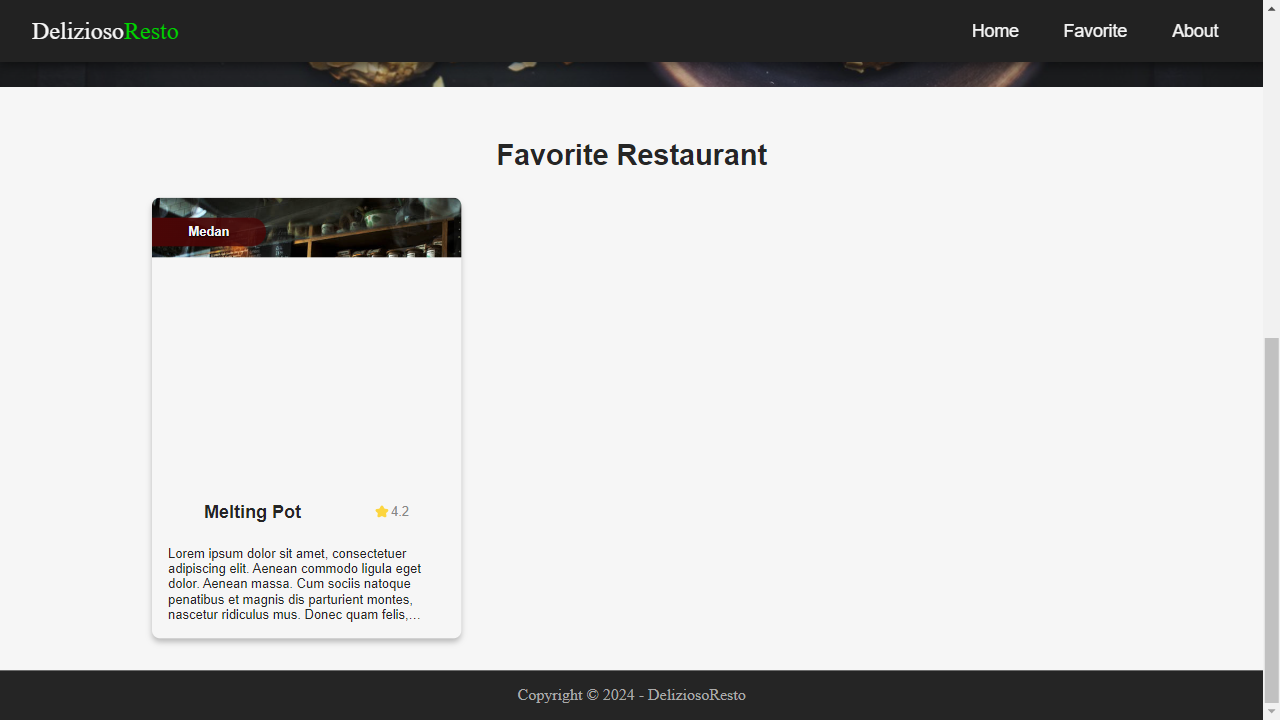 DeliziosoResto
Home
Favorite
About
Favorite Restaurant
Medan
Melting Pot
4.2
Lorem ipsum dolor sit amet, consectetuer
adipiscing elit. Aenean commodo ligula eget
dolor. Aenean massa. Cum sociis natoque
penatibus et magnis dis parturient montes,
nascetur ridiculus mus. Donec quam felis,...
Copyright © 2024 - DeliziosoResto